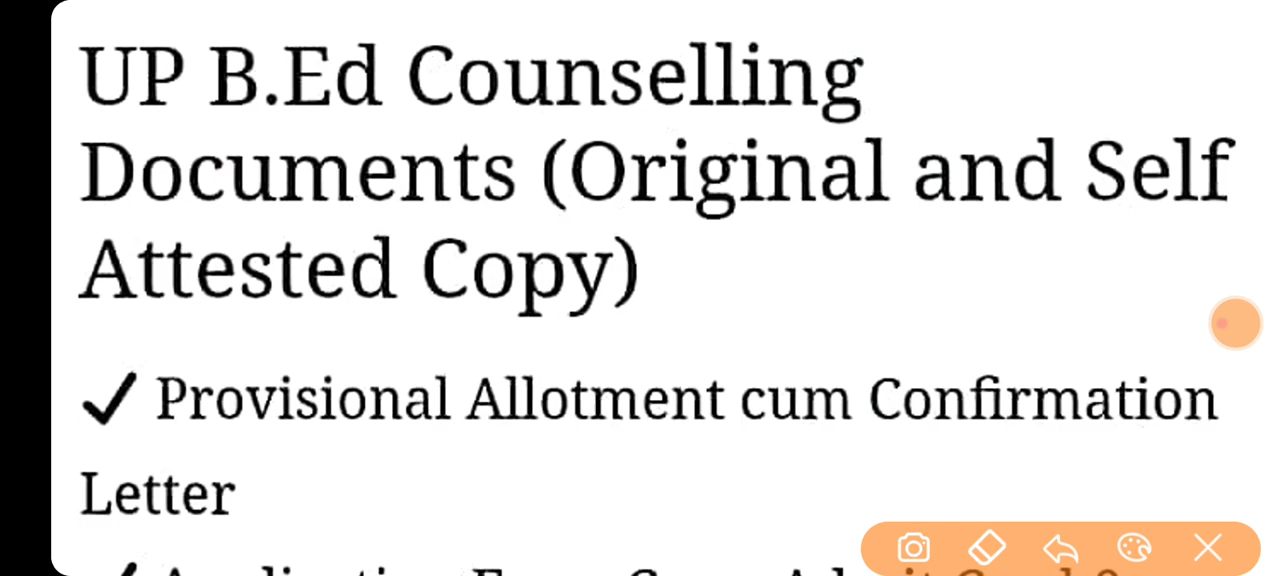 UP B.Ed Counselling
Documents (Original and Self
Attested Copy)
✓ Provisional Allotment cum Confirmation
Letter